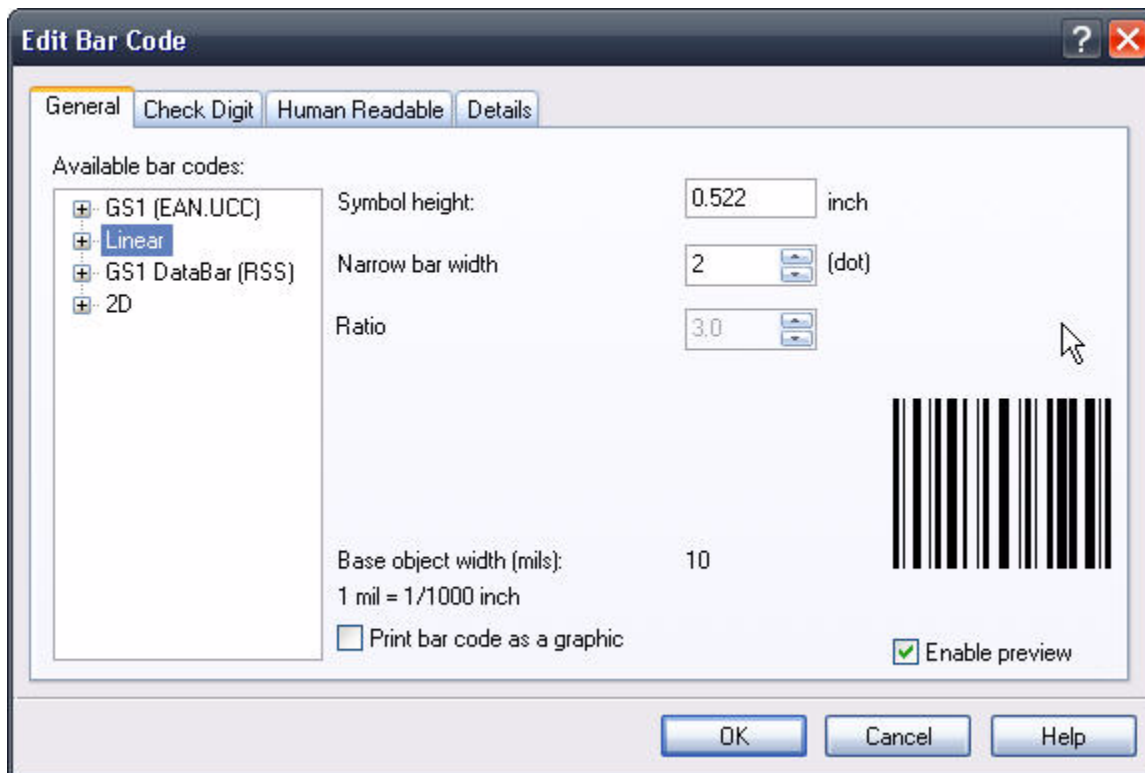 Edit Bar Code
General Check Digit Human Readable Details
Available bar codes:
GS1 (EAN.UCC)
Linear
GS1 DataBar (RSS)
2D
Symbol height: 0.522 inch
Narrow bar width 2 (dot)
Ratio 3.0
Base object width (mils): 10
1 mil = 1/1000 inch
Print bar code as a graphic
Enable preview
OK Cancel Help